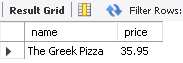 Result Grid Filter Rows:
name price
The Greek Pizza 35.95